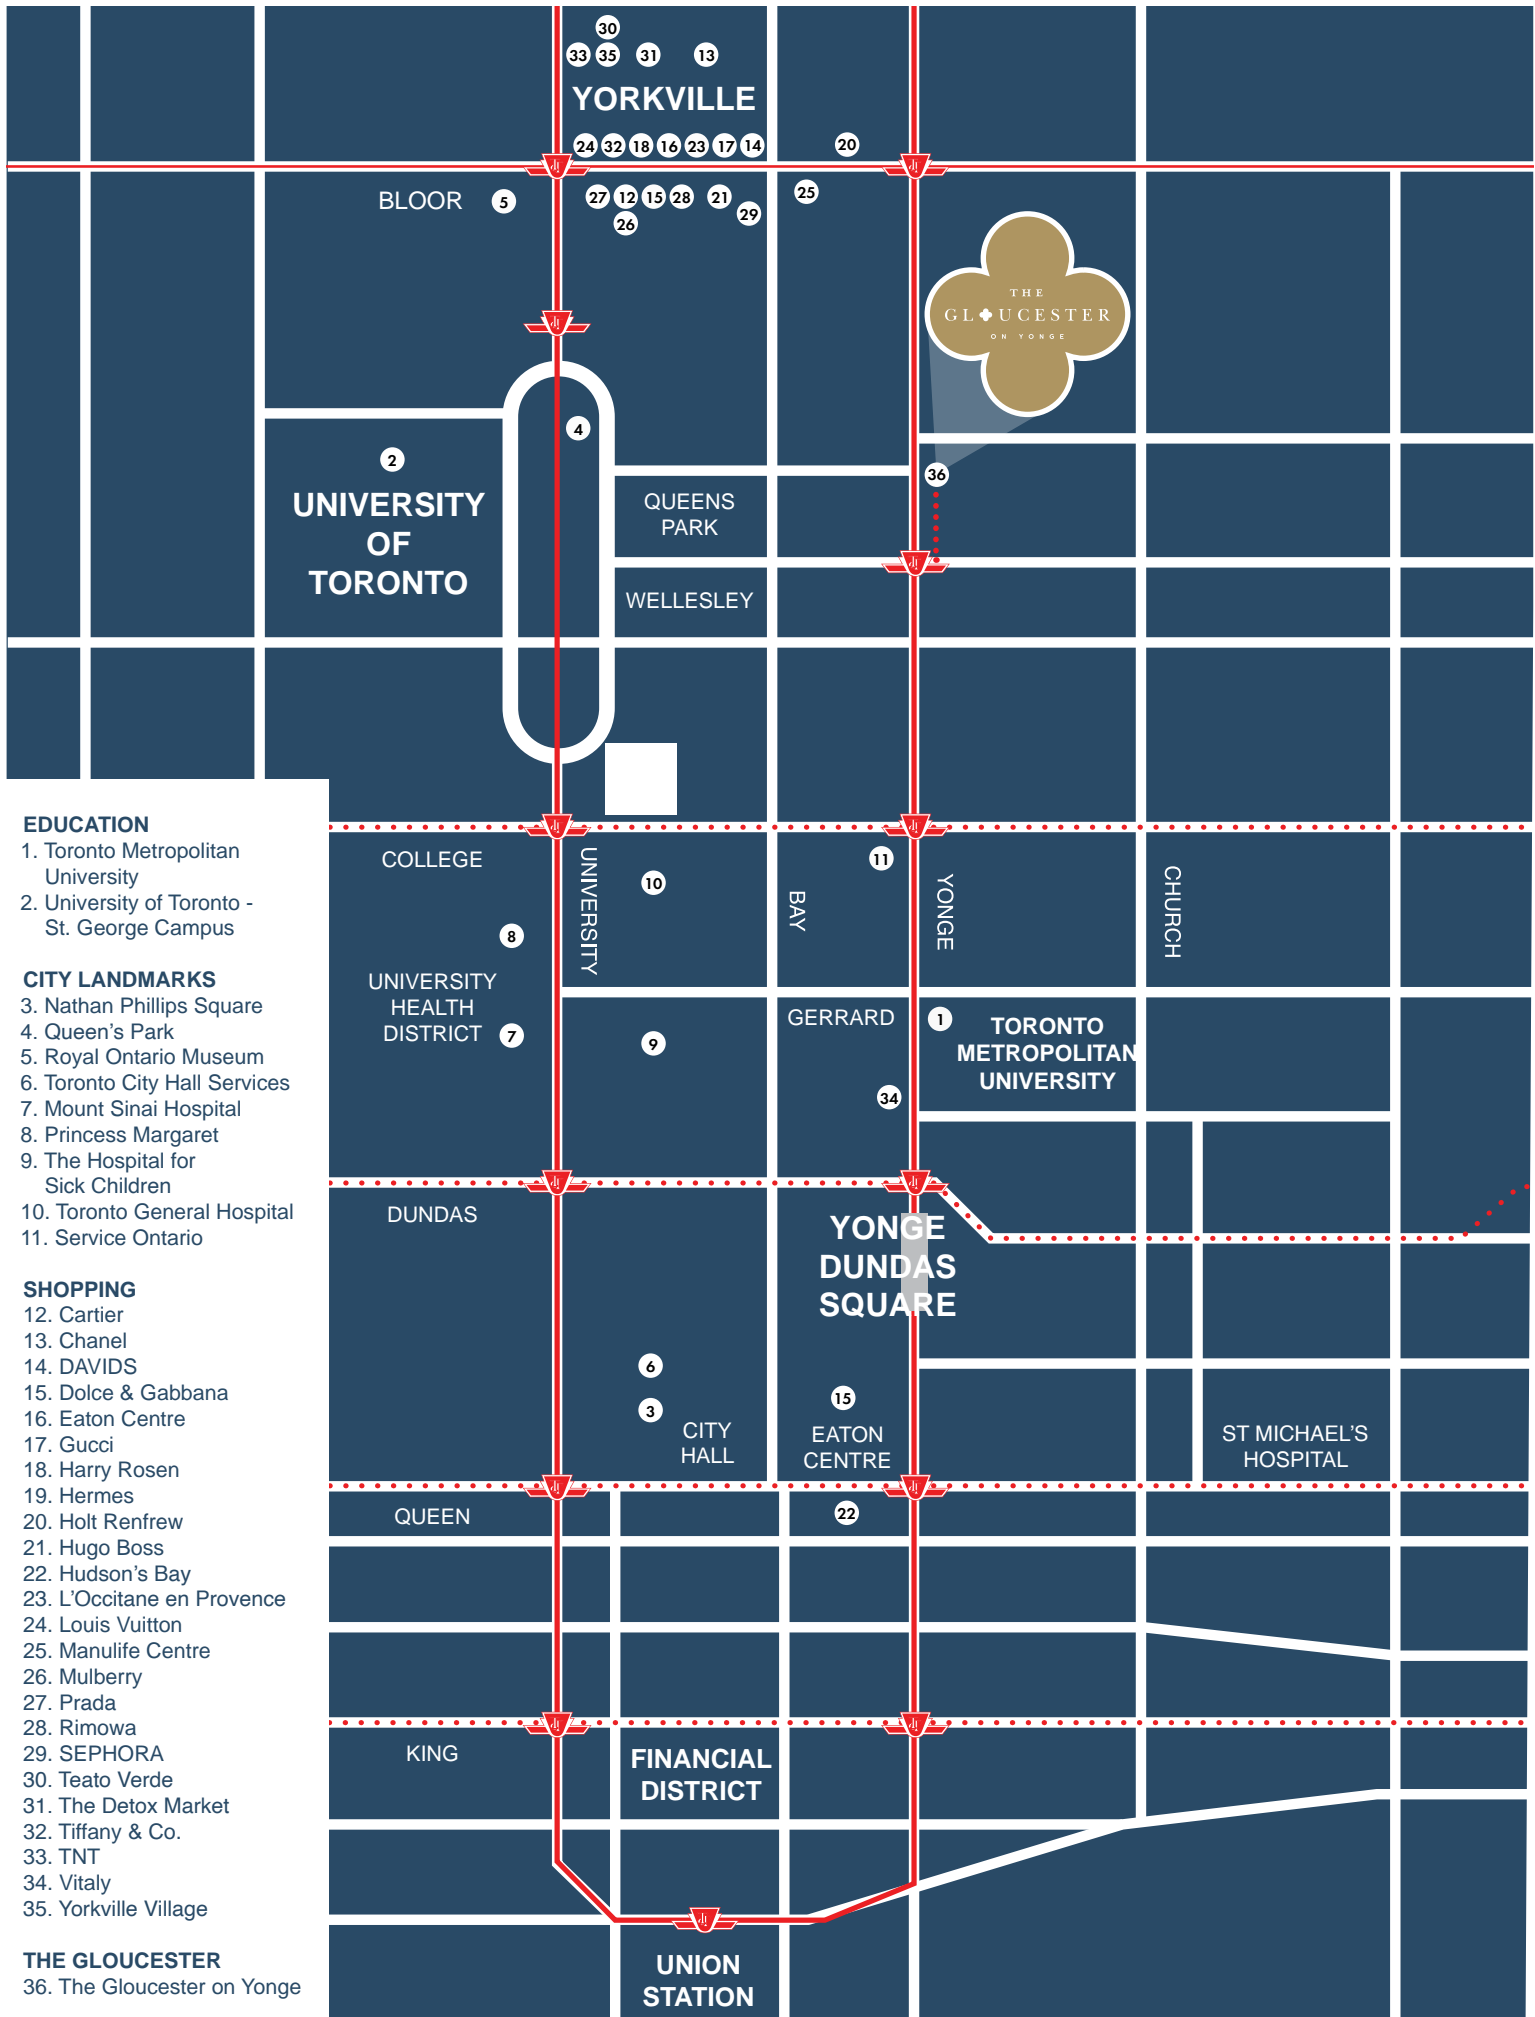 30
33 35 31 13
YORKVILLE
24 32 18 16 23 17 14 20
BLOOR 5 27 12 15 28 21 29 25
26
THE
GLOUCESTER
ON YONGE
4
2
36
UNIVERSITY
OF
TORONTO
QUEENS
PARK
WELLESLEY
COLLEGE
UNIVERSITY
10
11
BAY
YONGE
CHURCH
8
UNIVERSITY
HEALTH
DISTRICT
7
9
GERRARD
1
TORONTO
METROPOLITAN
UNIVERSITY
34
DUNDAS
YONGE
DUNDAS
SQUARE
6
3
CITY
HALL
15
EATON
CENTRE
ST MICHAEL'S
HOSPITAL
QUEEN
22
KING
FINANCIAL
DISTRICT
UNION
STATION
EDUCATION
1. Toronto Metropolitan
University
2. University of Toronto -
St. George Campus
CITY LANDMARKS
3. Nathan Phillips Square
4. Queen's Park
5. Royal Ontario Museum
6. Toronto City Hall Services
7. Mount Sinai Hospital
8. Princess Margaret
9. The Hospital for
Sick Children
10. Toronto General Hospital
11. Service Ontario
SHOPPING
12. Cartier
13. Chanel
14. DAVIDS
15. Dolce & Gabbana
16. Eaton Centre
17. Gucci
18. Harry Rosen
19. Hermes
20. Holt Renfrew
21. Hugo Boss
22. Hudson's Bay
23. L'Occitane en Provence
24. Louis Vuitton
25. Manulife Centre
26. Mulberry
27. Prada
28. Rimowa
29. SEPHORA
30. Teato Verde
31. The Detox Market
32. Tiffany & Co.
33. TNT
34. Vitaly
35. Yorkville Village
THE GLOUCESTER
36. The Gloucester on Yonge